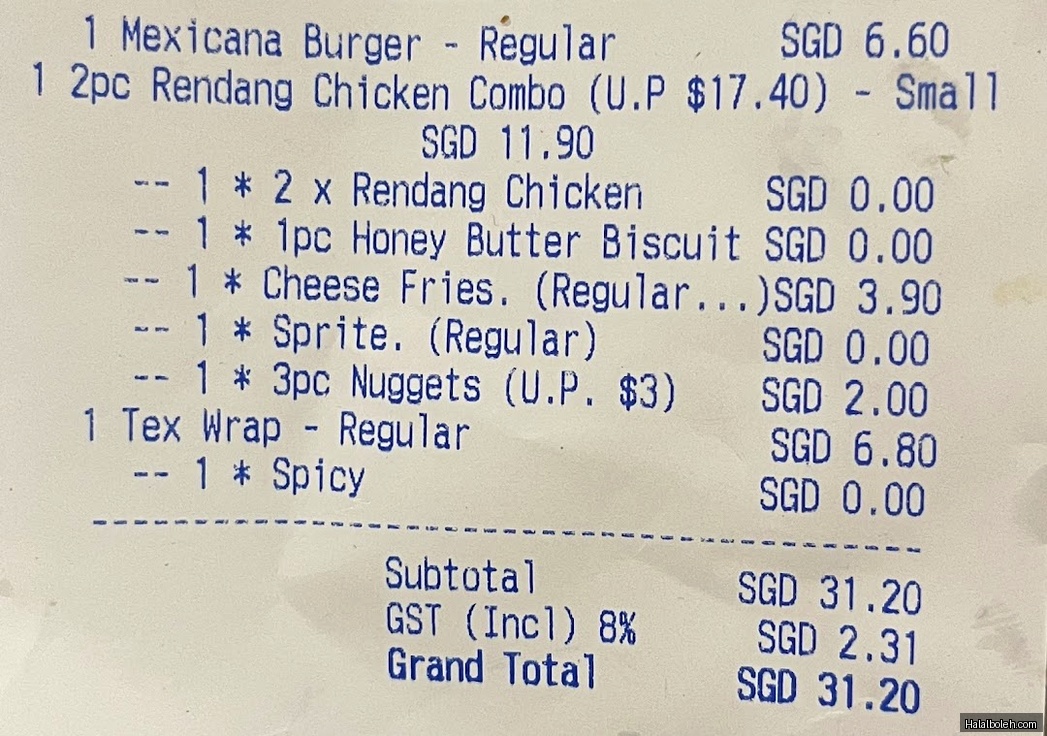 1 Mexicana Burger - Regular SGD 6.60
1 2pc Rendang Chicken Combo (U.P $17.40) - Small
SGD 11.90
-- 1 * 2 x Rendang Chicken SGD 0.00
-- 1 * 1pc Honey Butter Biscuit SGD 0.00
-- 1 * Cheese Fries. (Regular...)SGD 3.90
-- 1 * Sprite. (Regular) SGD 0.00
-- 1 * 3pc Nuggets (U.P. $3) SGD 2.00
1 Tex Wrap - Regular SGD 6.80
-- 1 * Spicy SGD 0.00
Subtotal SGD 31.20
GST (Incl) 8% SGD 2.31
Grand Total SGD 31.20
Halalboleh.com